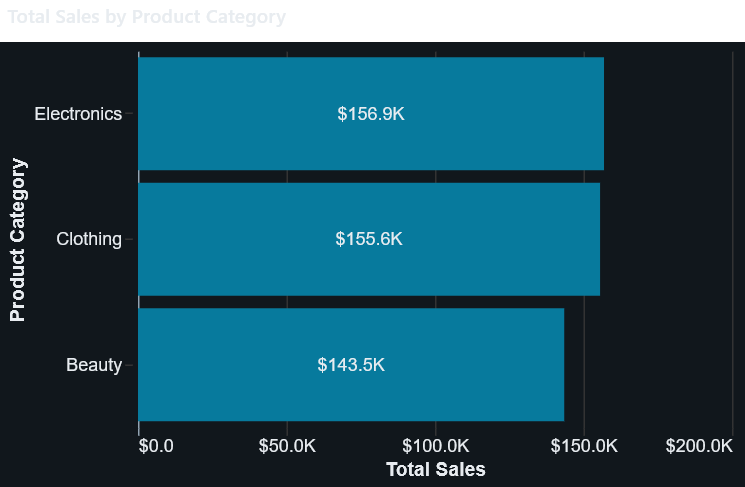 Total Sales by Product Category
Electronics
$156.9K
Clothing
$155.6K
Beauty
$143.5K
Product Category
$0.0 $50.0K $100.0K $150.0K $200.0K
Total Sales